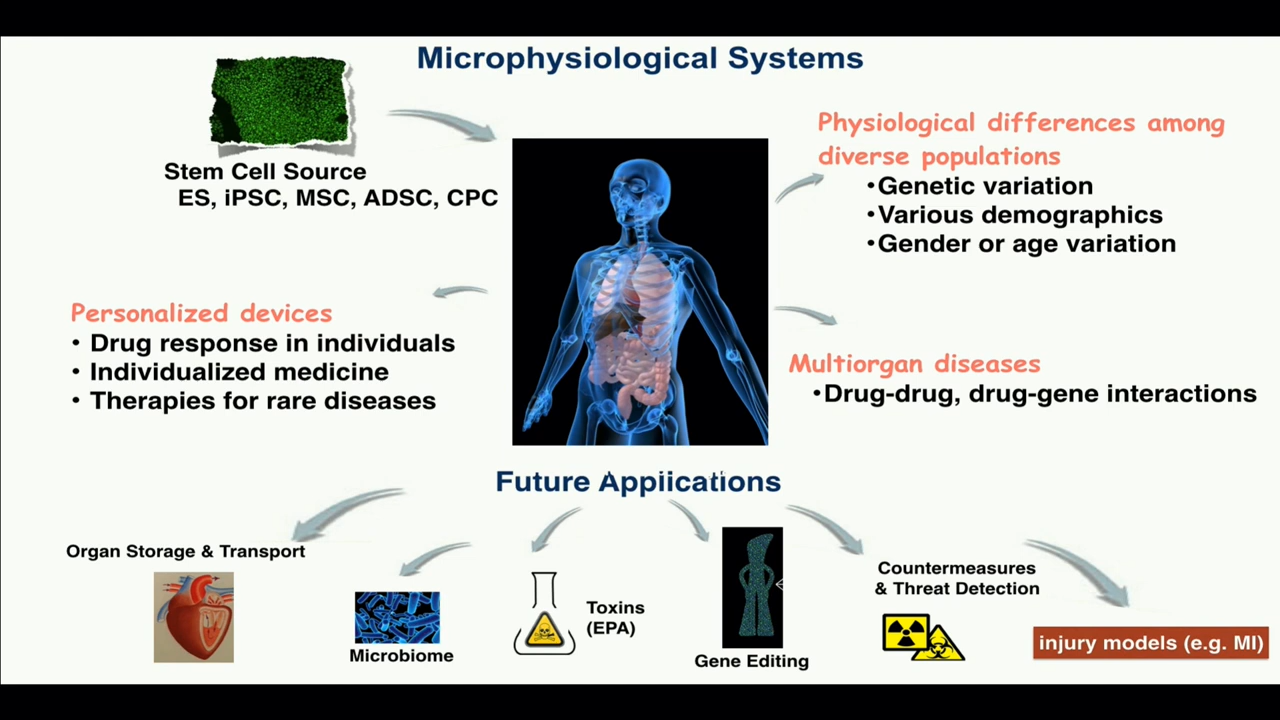 Microphysiological Systems
Stem Cell Source
ES, iPSC, MSC, ADSC, CPC
Physiological differences among
diverse populations
•Genetic variation
•Various demographics
•Gender or age variation
Personalized devices
• Drug response in individuals
• Individualized medicine
• Therapies for rare diseases
Multiorgan diseases
•Drug-drug, drug-gene interactions
Future Appiications
Organ Storage & Transport
Microbiome
Toxins
(EPA)
Gene Editing
Countermeasures
& Threat Detection
injury models (e.g. MI)